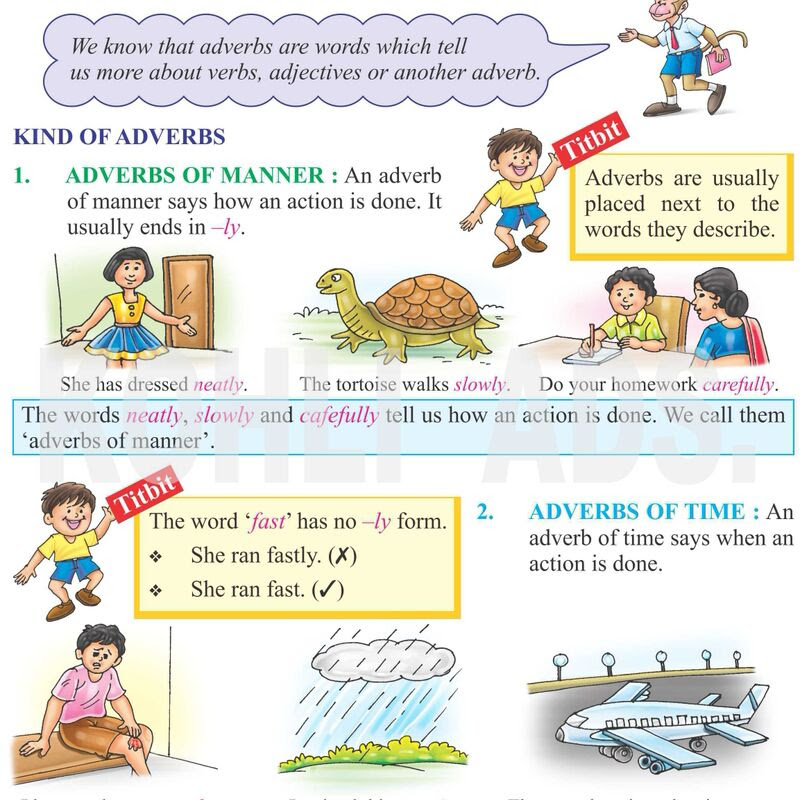 We know that adverbs are words which tell
us more about verbs, adjectives or another adverb.
KIND OF ADVERBS
1. ADVERBS OF MANNER : An adverb
of manner says how an action is done. It
usually ends in –ly.
Titbit
Adverbs are usually
placed next to the
words they describe.
She has dressed neatly.
The tortoise walks slowly.
Do your homework carefully.
The words neatly, slowly and cafefully tell us how an action is done. We call them
‘adverbs of manner’.
KOHLI ADS.
Titbit
The word ‘fast’ has no –ly form.
❖ She ran fastly. (✗)
❖ She ran fast. (✓)
2. ADVERBS OF TIME : An
adverb of time says when an
action is done.